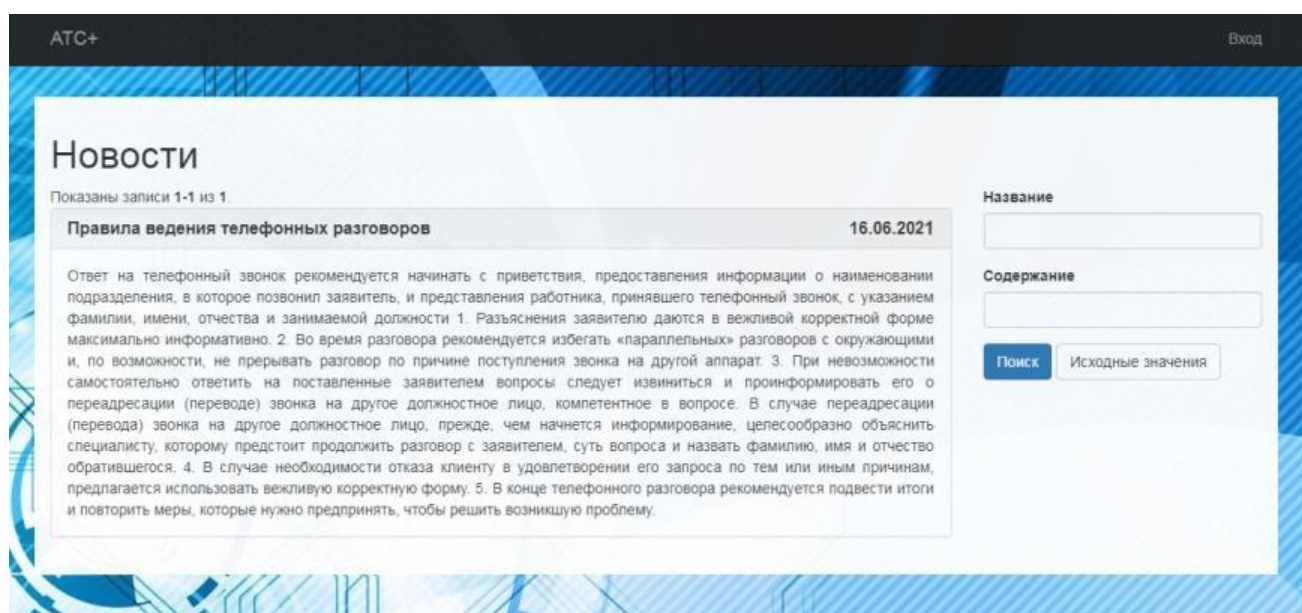 АТС+
Вход
Новости
Показаны записи 1-1 из 1.
Правила ведения телефонных разговоров 16.06.2021
Ответ на телефонный звонок рекомендуется начинать с приветствия, предоставления информации о наименовании
подразделения, в которое позвонил заявитель, и представления работника, принявшего телефонный звонок, с указанием
фамилии, имени, отчества и занимаемой должности 1. Разъяснения заявителю даются в вежливой корректной форме
максимально информативно. 2. Во время разговора рекомендуется избегать «параллельных» разговоров с окружающими
и, по возможности, не прерывать разговор по причине поступления звонка на другой аппарат. 3. При невозможности
самостоятельно ответить на поставленные заявителем вопросы следует извиниться и проинформировать его о
переадресации (переводе) звонка на другое должностное лицо, компетентное в вопросе. В случае переадресации
(перевода) звонка на другое должностное лицо, прежде, чем начнется информирование, целесообразно объяснить
специалисту, которому предстоит продолжить разговор с заявителем, суть вопроса и назвать фамилию, имя и отчество
обратившегося. 4. В случае необходимости отказа клиенту в удовлетворении его запроса по тем или иным причинам,
предлагается использовать вежливую корректную форму. 5. В конце телефонного разговора рекомендуется подвести итоги
и повторить меры, которые нужно предпринять, чтобы решить возникшую проблему.
Название
Содержание
Поиск
Исходные значения